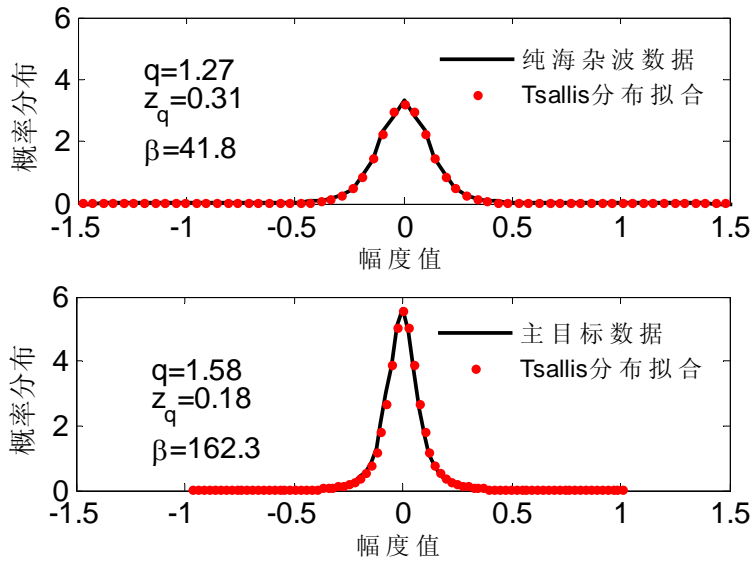 6
4
2
0
概率分布
q=1.27
zq=0.31
β=41.8
纯海杂波数据
Tsallis分布拟合
-1.5 -1 -0.5 0 0.5 1 1.5
幅度值
6
4
2
0
概率分布
q=1.58
zq=0.18
β=162.3
主目标数据
Tsallis分布拟合
-1.5 -1 -0.5 0 0.5 1 1.5
幅度值